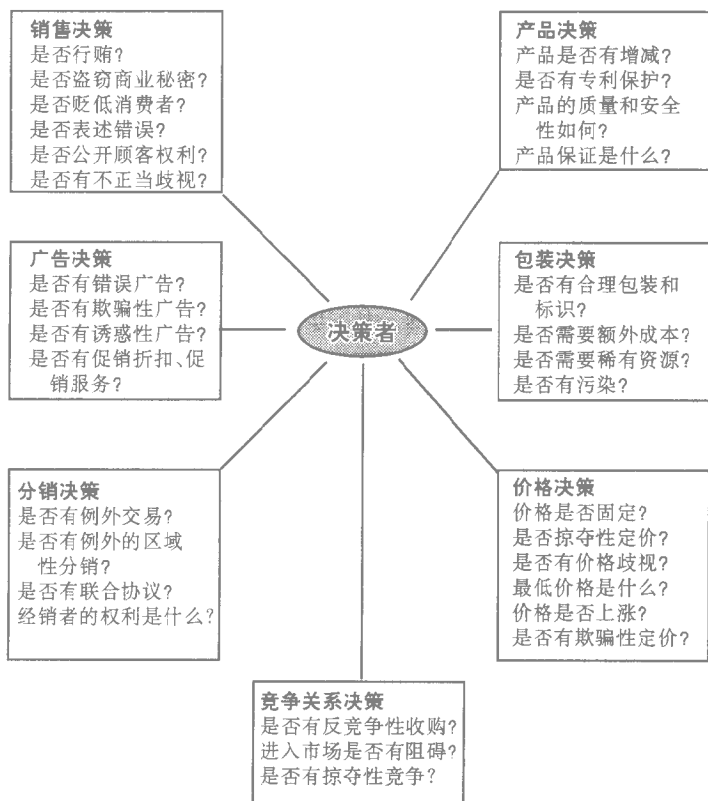 销售决策
是否行贿?
是否盗窃商业秘密?
是否贬低消费者?
是否表述错误?
是否公开顾客权利?
是否有不正当歧视?
产品决策
产品是否有增减?
是否有专利保护?
产品的质量和安全
性如何?
产品保证是什么?
广告决策
是否有错误广告?
是否有欺骗性广告?
是否有诱惑性广告?
是否有促销折扣、促
销服务?
决策者
包装决策
是否有合理包装和
标识?
是否需要额外成本?
是否需要稀有资源?
是否有污染?
分销决策
是否有例外交易?
是否有例外的区域
性分销?
是否有联合协议?
经销者的权利是什么?
价格决策
价格是否固定?
是否掠夺性定价?
是否有价格歧视?
最低价格是什么?
价格是否上涨?
是否有欺骗性定价?
竞争关系决策
是否有反竞争性收购?
进入市场是否有阻碍?
是否有掠夺性竞争?